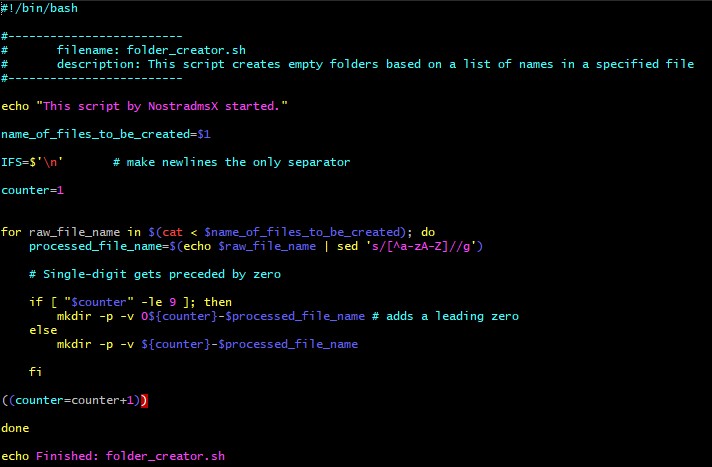 #!/bin/bash
#-------------------------
#       filename: folder_creator.sh
#       description: This script creates empty folders based on a list of names in a specified file
#-------------------------
echo "This script by NostradmsX started."
name_of_files_to_be_created=$1
IFS=$'\n'       # make newlines the only separator
counter=1
for raw_file_name in $(cat < $name_of_files_to_be_created); do
    processed_file_name=$(echo $raw_file_name | sed 's/[^a-zA-Z]//g')
    # Single-digit gets preceded by zero
    if [ "$counter" -le 9 ]; then
        mkdir -p -v 0${counter}-$processed_file_name # adds a leading zero
    else
        mkdir -p -v ${counter}-$processed_file_name
    fi
((counter=counter+1))
done
echo Finished: folder_creator.sh